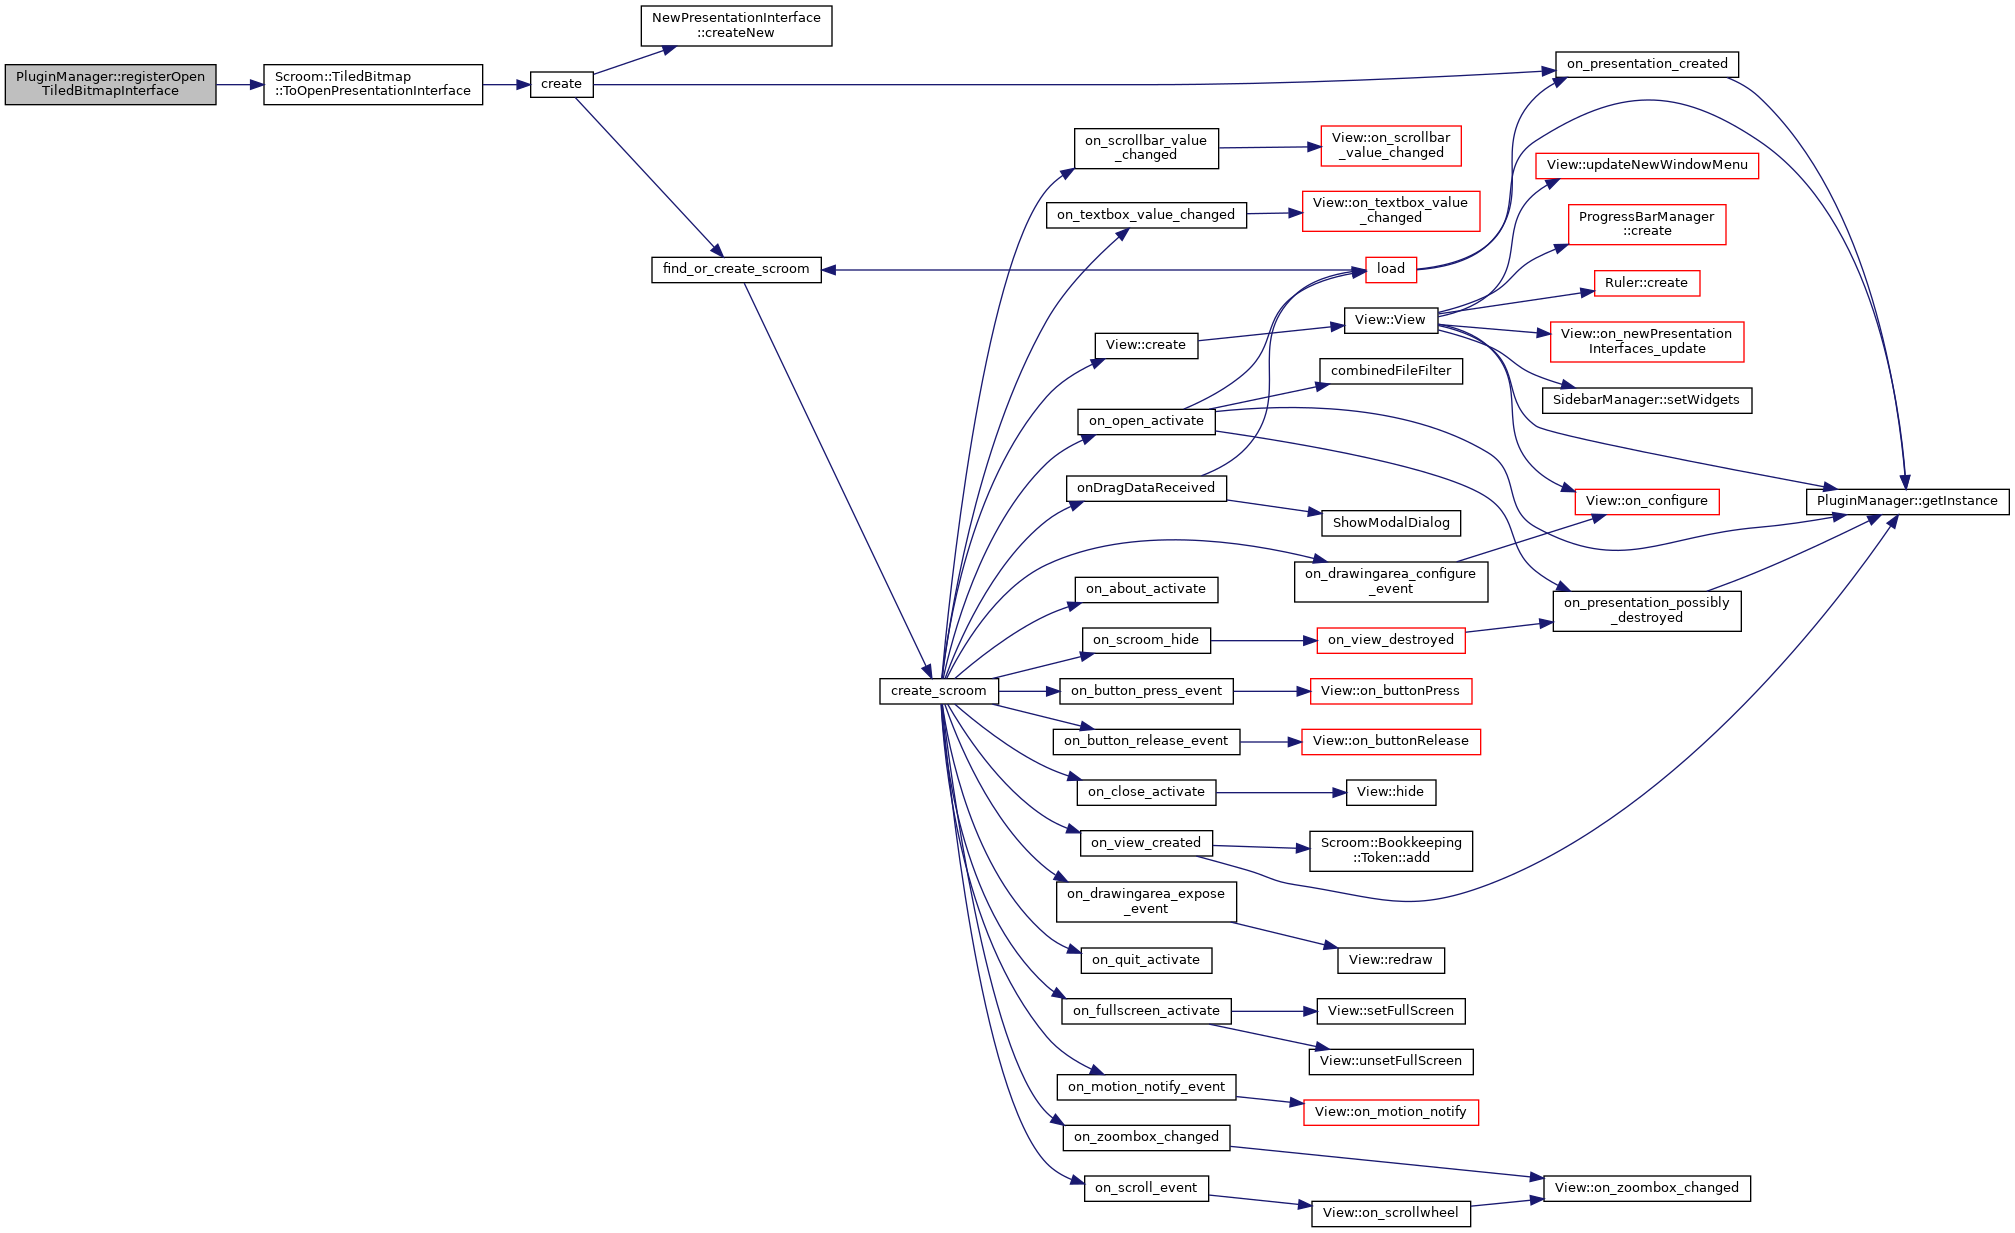 PluginManager::registerOpen
TiledBitmapInterface
Scroom::TiledBitmap
::ToOpenPresentationInterface
create
NewPresentationInterface
::createNew
find_or_create_scroom
create_scroom
on_scrollbar_value
_changed
on_textbox_value_changed
View::create
on_open_activate
onDragDataReceived
on_about_activate
on_scroom_hide
on_button_press_event
on_button_release_event
on_close_activate
on_view_created
on_drawingarea_expose
_event
on_quit_activate
on_fullscreen_activate
on_motion_notify_event
on_zoombox_changed
on_scroll_event
View::on_scrollbar
_value_changed
View::on_textbox_value
_changed
load
View::View
combinedFileFilter
ShowModalDialog
on_drawingarea_configure
_event
on_view_destroyed
View::on_buttonPress
View::on_buttonRelease
View::hide
Scroom::Bookkeeping
::Token::add
View::redraw
View::setFullScreen
View::unsetFullScreen
View::on_motion_notify
View::on_scrollwheel
on_presentation_created
View::updateNewWindowMenu
ProgressBarManager
::create
Ruler::create
View::on_newPresentation
Interfaces_update
SidebarManager::setWidgets
View::on_configure
on_presentation_possibly
_destroyed
View::on_zoombox_changed
PluginManager::getInstance